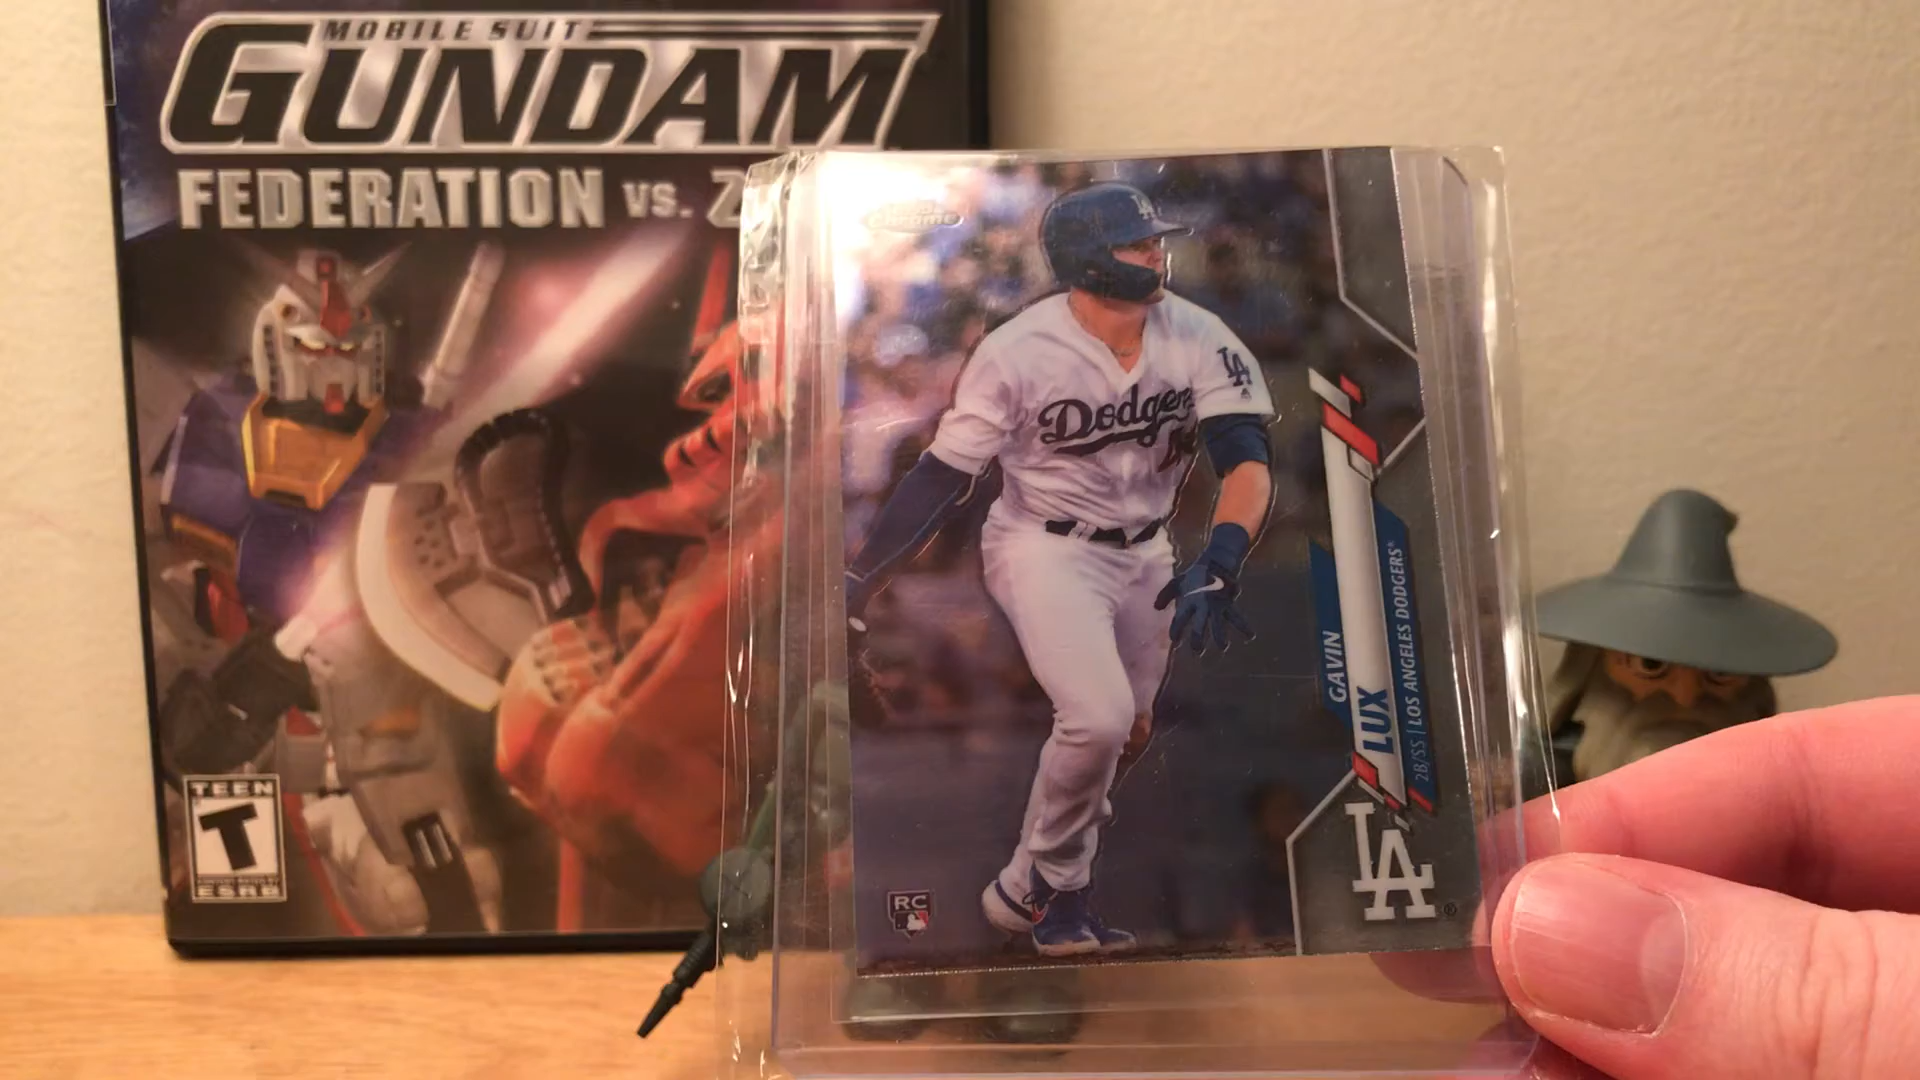 MOBILE SUIT
GUNDAM
FEDERATION VS. Z
TEEN
T
ESRB
Chrome
LA
LA
Dodgers
GAVIN
LUX
2B/SS | LOS ANGELES DODGERS®
LA®
RC